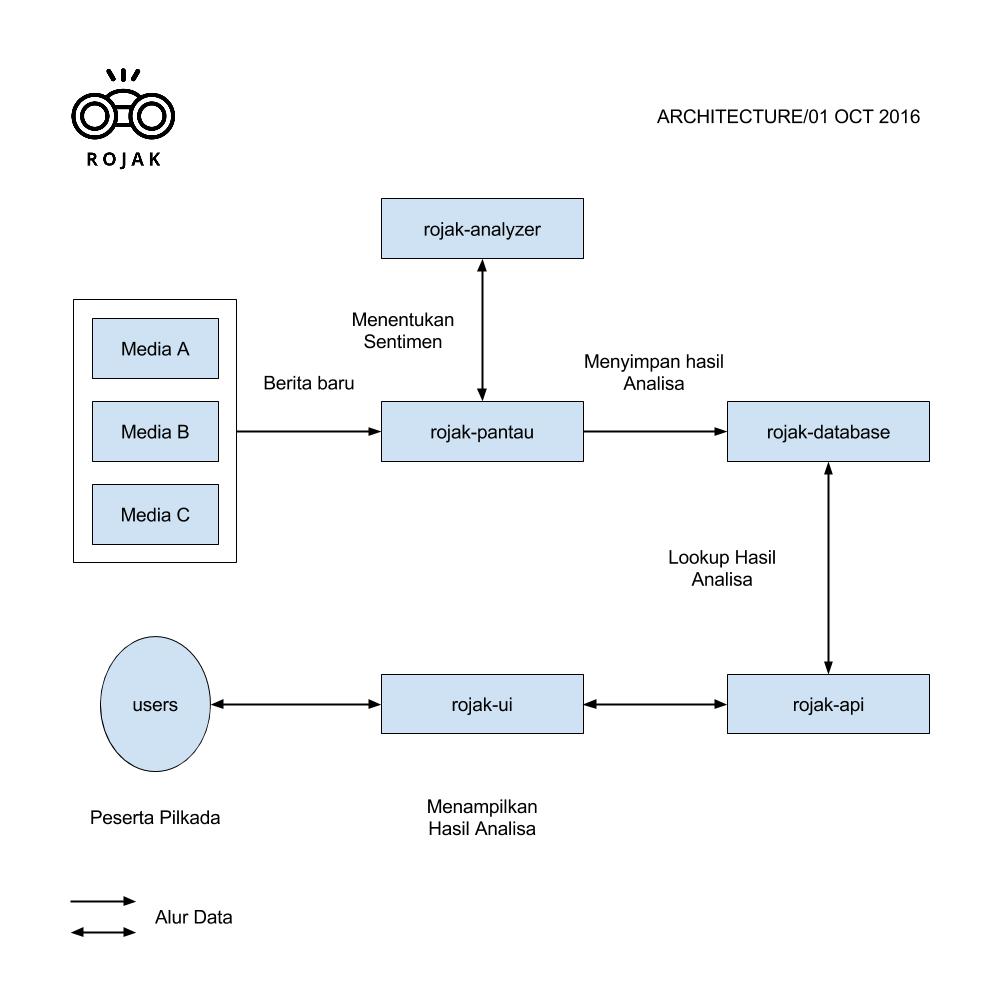 ROJAK
ARCHITECTURE/01 OCT 2016
rojak-analyzer
Menentukan
Sentimen
Media A
Media B
Media C
Berita baru
rojak-pantau
Menyimpan hasil
Analisa
rojak-database
Lookup Hasil
Analisa
users
rojak-ui
rojak-api
Peserta Pilkada
Menampilkan
Hasil Analisa
Alur Data